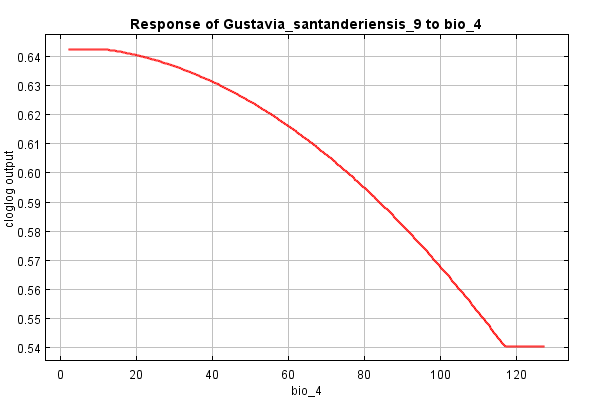 Response of Gustavia_santanderiensis_9 to bio_4
cloglog output
0.64
0.63
0.62
0.61
0.60
0.59
0.58
0.57
0.56
0.55
0.54
0 20 40 60 80 100 120
bio_4